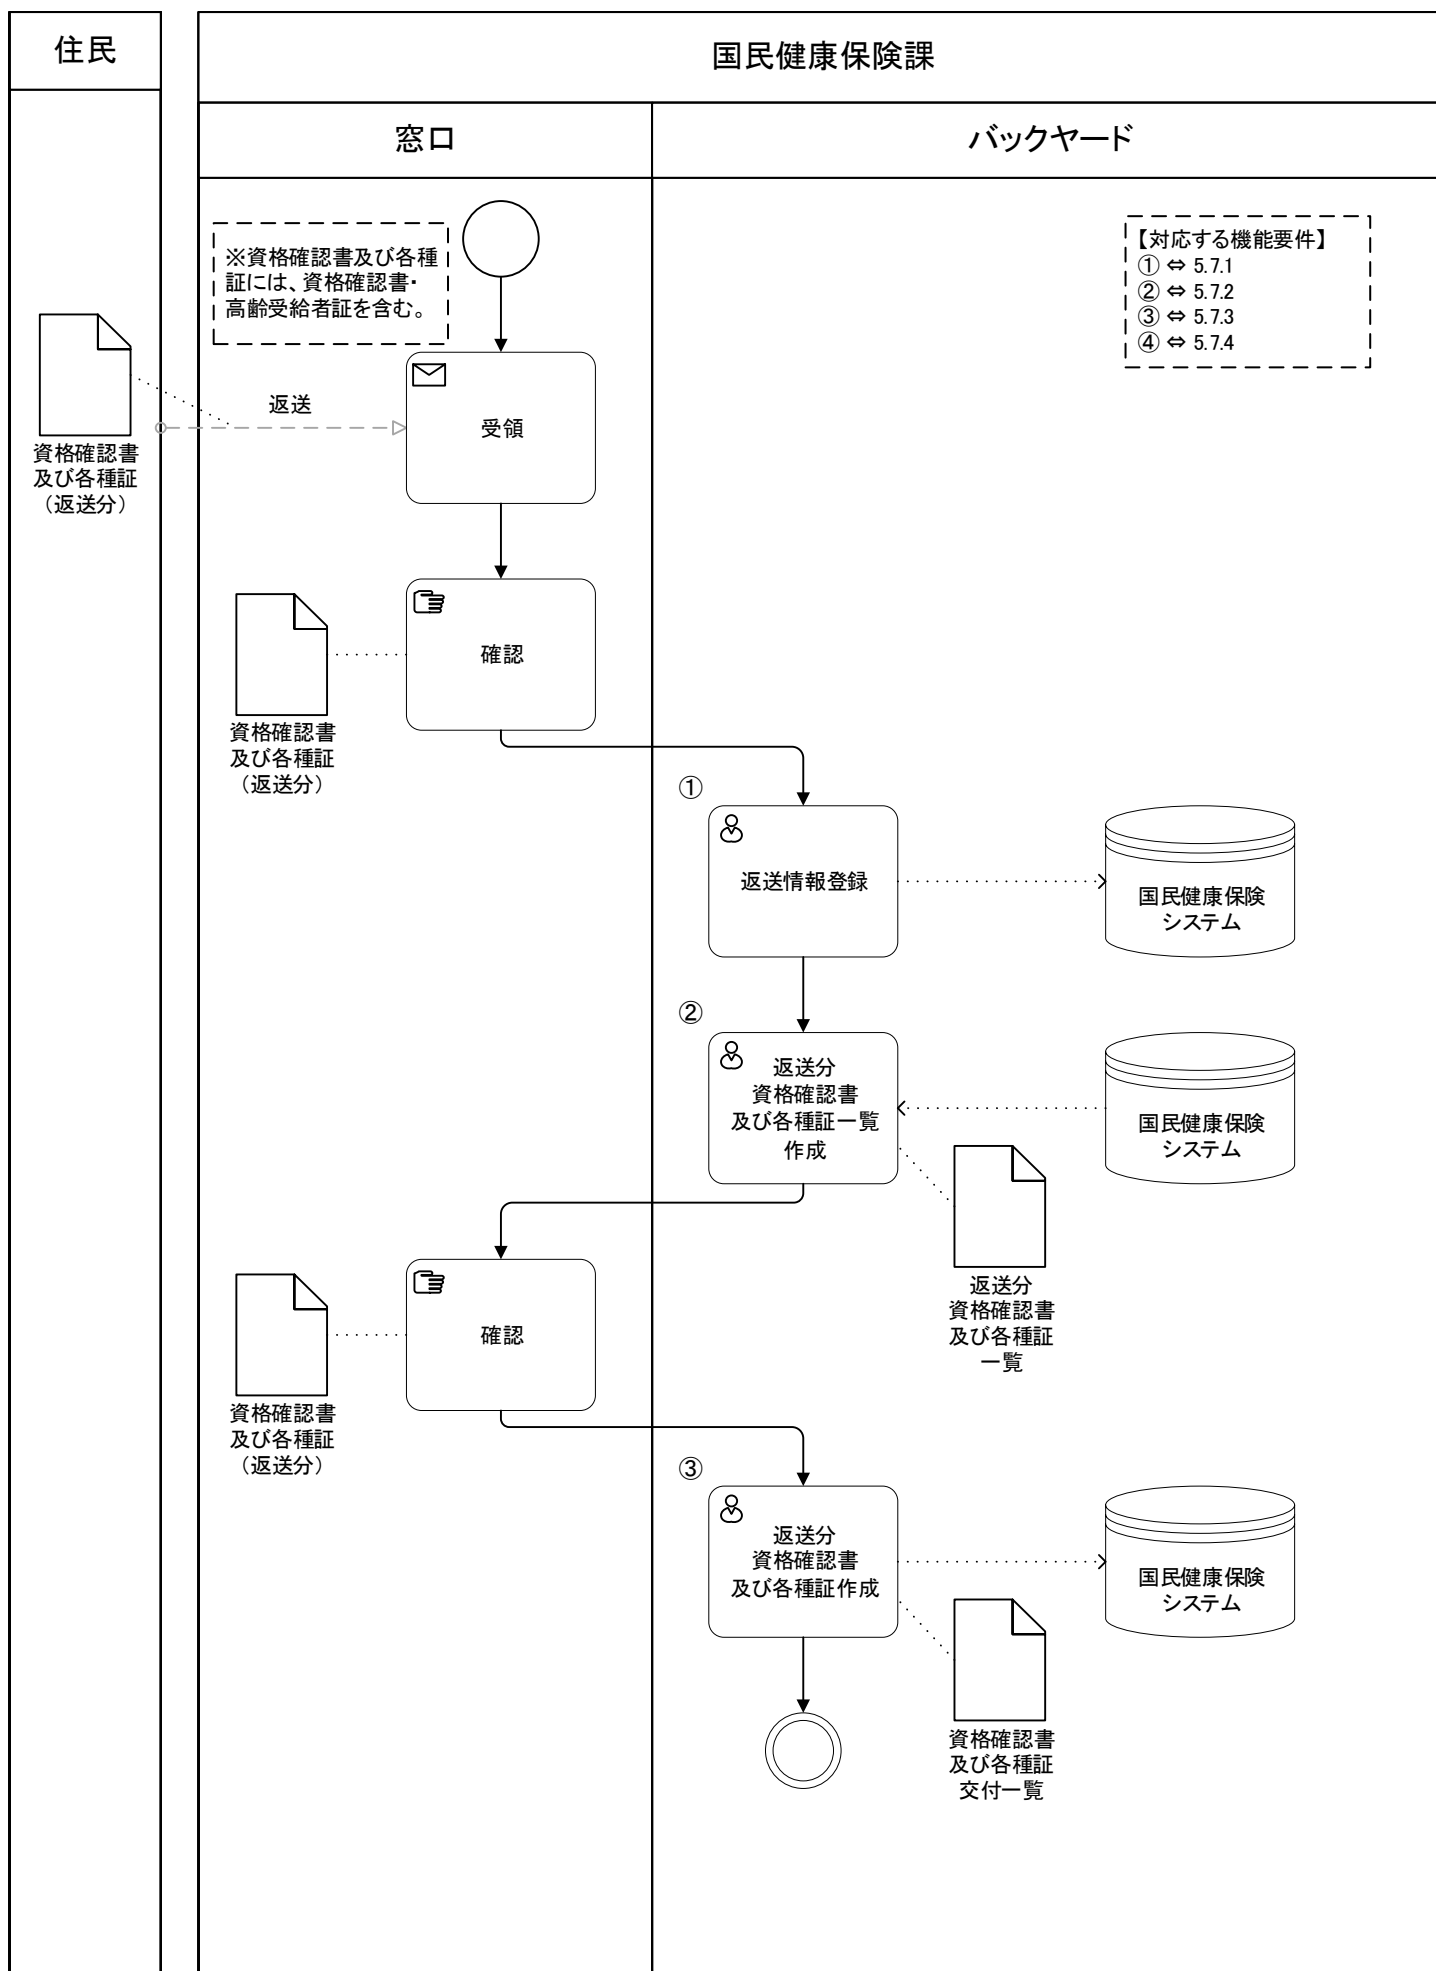 住民
国民健康保険課
窓口
バックヤード
※資格確認書及び各種
証には、資格確認書・
高齢受給者証を含む。
【対応する機能要件】
① ⇔ 5.7.1
② ⇔ 5.7.2
③ ⇔ 5.7.3
④ ⇔ 5.7.4
資格確認書
及び各種証
（返送分）
返送
受領
確認
資格確認書
及び各種証
（返送分）
①
返送情報登録
国民健康保険
システム
②
返送分
資格確認書
及び各種証一覧
作成
国民健康保険
システム
返送分
資格確認書
及び各種証
一覧
確認
資格確認書
及び各種証
（返送分）
③
返送分
資格確認書
及び各種証作成
国民健康保険
システム
資格確認書
及び各種証
交付一覧